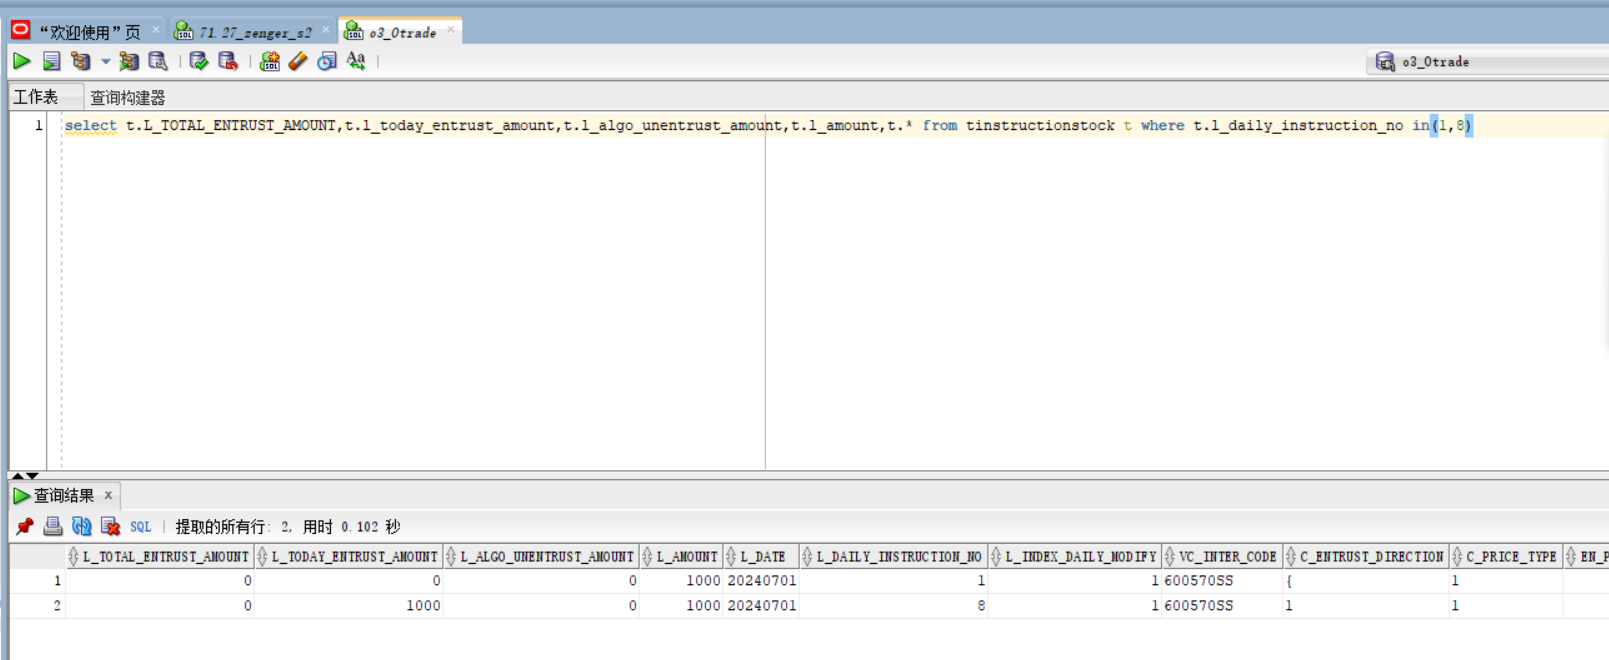 “欢迎使用”页 71.27_zenger_s2 o3_0trade
o3_0trade
工作表 查询构建器
1 select t.L_TOTAL_ENTRUST_AMOUNT,t.l_today_entrust_amount,t.l_algo_unentrust_amount,t.l_amount,t.* from tinstructionstock t where t.l_daily_instruction_no in(1,8)
查询结果 x
SQL | 提取的所有行: 2, 用时 0.102 秒
L_TOTAL_ENTRUST_AMOUNT L_TODAY_ENTRUST_AMOUNT L_ALGO_UNENTRUST_AMOUNT L_AMOUNT L_DATE L_DAILY_INSTRUCTION_NO L_INDEX_DAILY_MODIFY VC_INTER_CODE C_ENTRUST_DIRECTION C_PRICE_TYPE EN_P
1 0 0 0 1000 20240701 1 1 600570SS { 1
2 0 1000 0 1000 20240701 8 1 600570SS 1 1